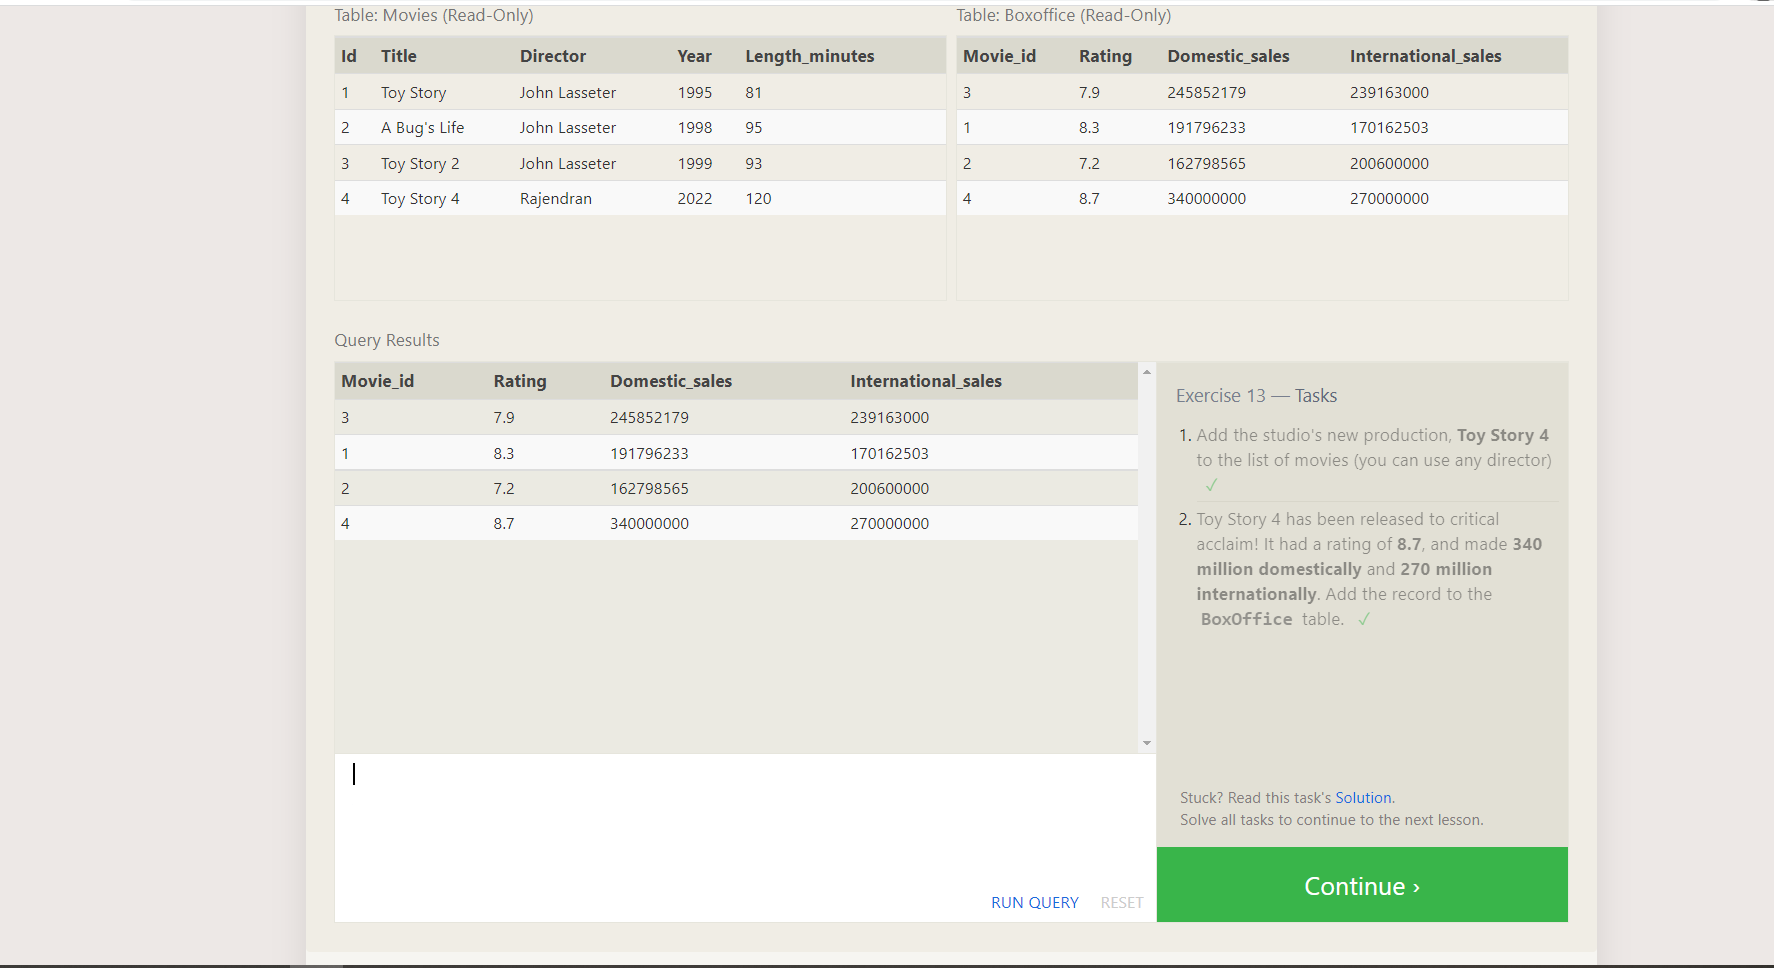 Table: Movies (Read-Only)
Id Title Director Year Length_minutes
1 Toy Story John Lasseter 1995 81
2 A Bug's Life John Lasseter 1998 95
3 Toy Story 2 John Lasseter 1999 93
4 Toy Story 4 Rajendran 2022 120
Table: Boxoffice (Read-Only)
Movie_id Rating Domestic_sales International_sales
3 7.9 245852179 239163000
1 8.3 191796233 170162503
2 7.2 162798565 200600000
4 8.7 340000000 270000000
Query Results
Movie_id Rating Domestic_sales International_sales
3 7.9 245852179 239163000
1 8.3 191796233 170162503
2 7.2 162798565 200600000
4 8.7 340000000 270000000
RUN QUERY RESET
Exercise 13 — Tasks
1. Add the studio's new production, Toy Story 4
to the list of movies (you can use any director)
✓
2. Toy Story 4 has been released to critical
acclaim! It had a rating of 8.7, and made 340
million domestically and 270 million
internationally. Add the record to the
BoxOffice table. ✓
Stuck? Read this task's Solution.
Solve all tasks to continue to the next lesson.
Continue ›